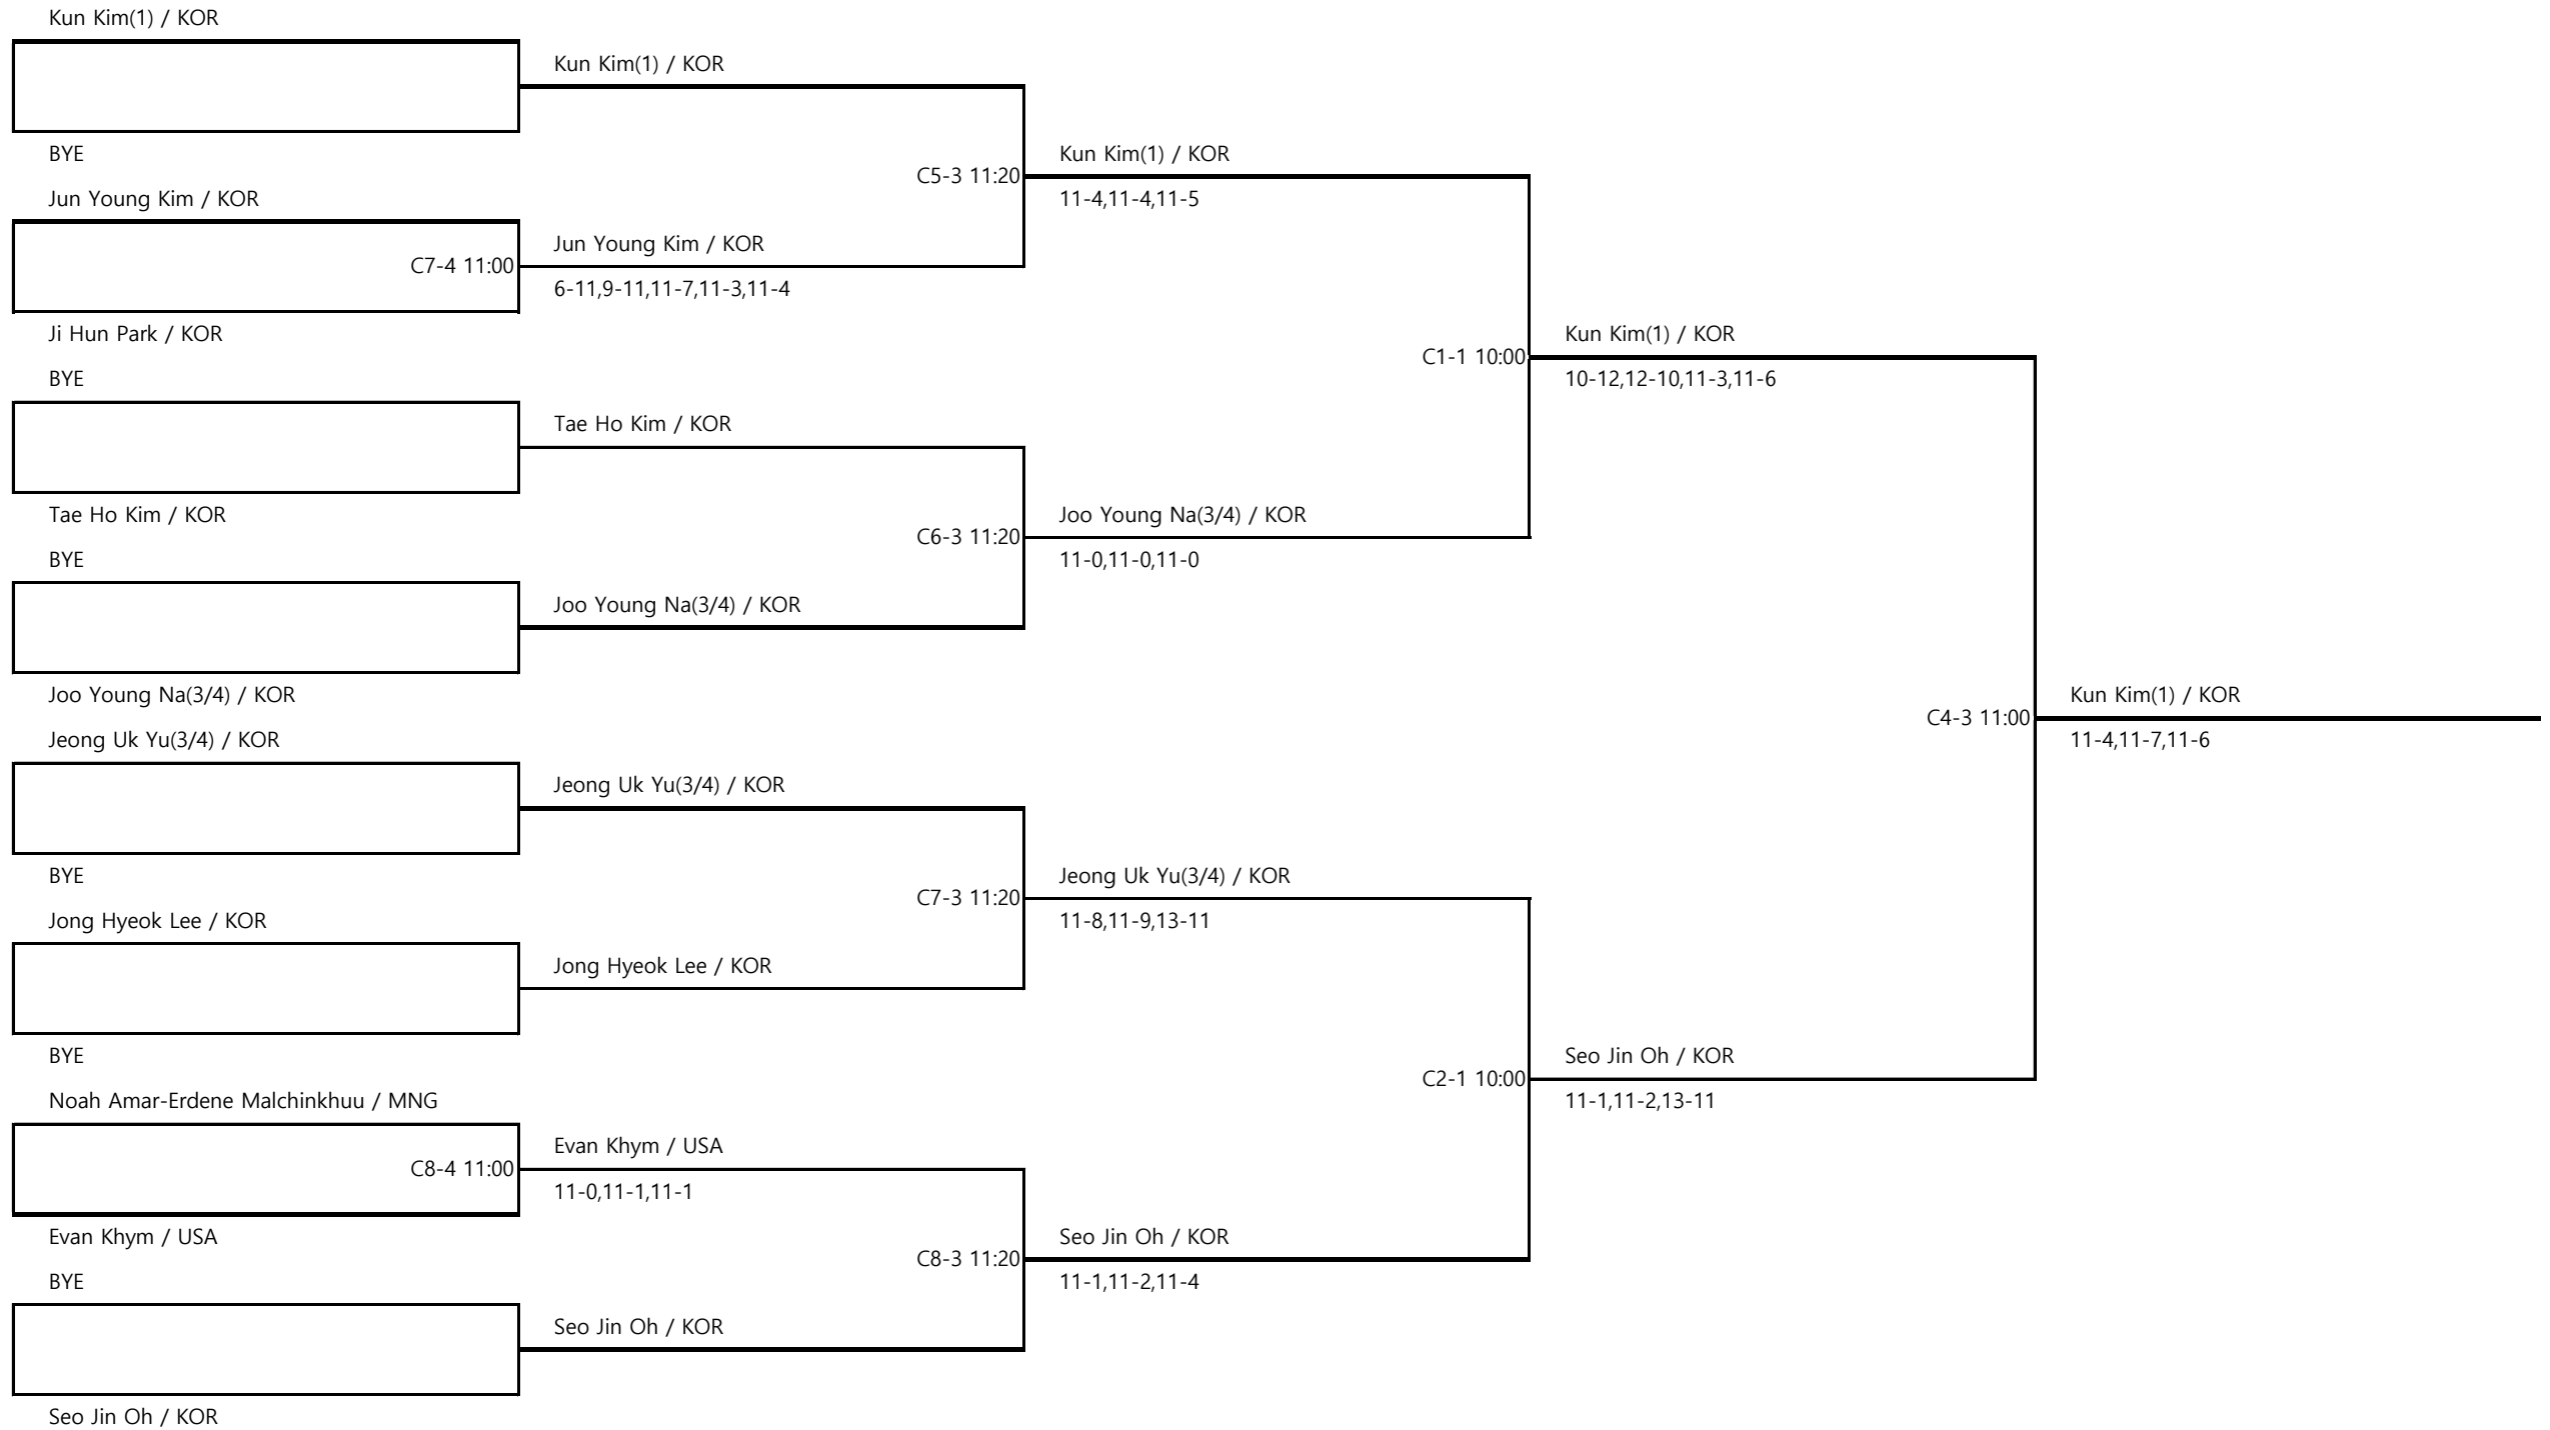 Kun Kim(1) / KOR
BYE
Jun Young Kim / KOR
C7-4 11:00
Ji Hun Park / KOR
BYE
Tae Ho Kim / KOR
BYE
Joo Young Na(3/4) / KOR
Jeong Uk Yu(3/4) / KOR
BYE
Jong Hyeok Lee / KOR
BYE
Noah Amar-Erdene Malchinkhuu / MNG
C8-4 11:00
Evan Khym / USA
BYE
Seo Jin Oh / KOR
Kun Kim(1) / KOR
C5-3 11:20
Jun Young Kim / KOR
6-11,9-11,11-7,11-3,11-4
Tae Ho Kim / KOR
C6-3 11:20
Joo Young Na(3/4) / KOR
Jeong Uk Yu(3/4) / KOR
C7-3 11:20
Jong Hyeok Lee / KOR
Evan Khym / USA
11-0,11-1,11-1
C8-3 11:20
Seo Jin Oh / KOR
Kun Kim(1) / KOR
11-4,11-4,11-5
C1-1 10:00
Joo Young Na(3/4) / KOR
11-0,11-0,11-0
Jeong Uk Yu(3/4) / KOR
11-8,11-9,13-11
C2-1 10:00
Seo Jin Oh / KOR
11-1,11-2,11-4
Kun Kim(1) / KOR
10-12,12-10,11-3,11-6
C4-3 11:00
Seo Jin Oh / KOR
11-1,11-2,13-11
Kun Kim(1) / KOR
11-4,11-7,11-6